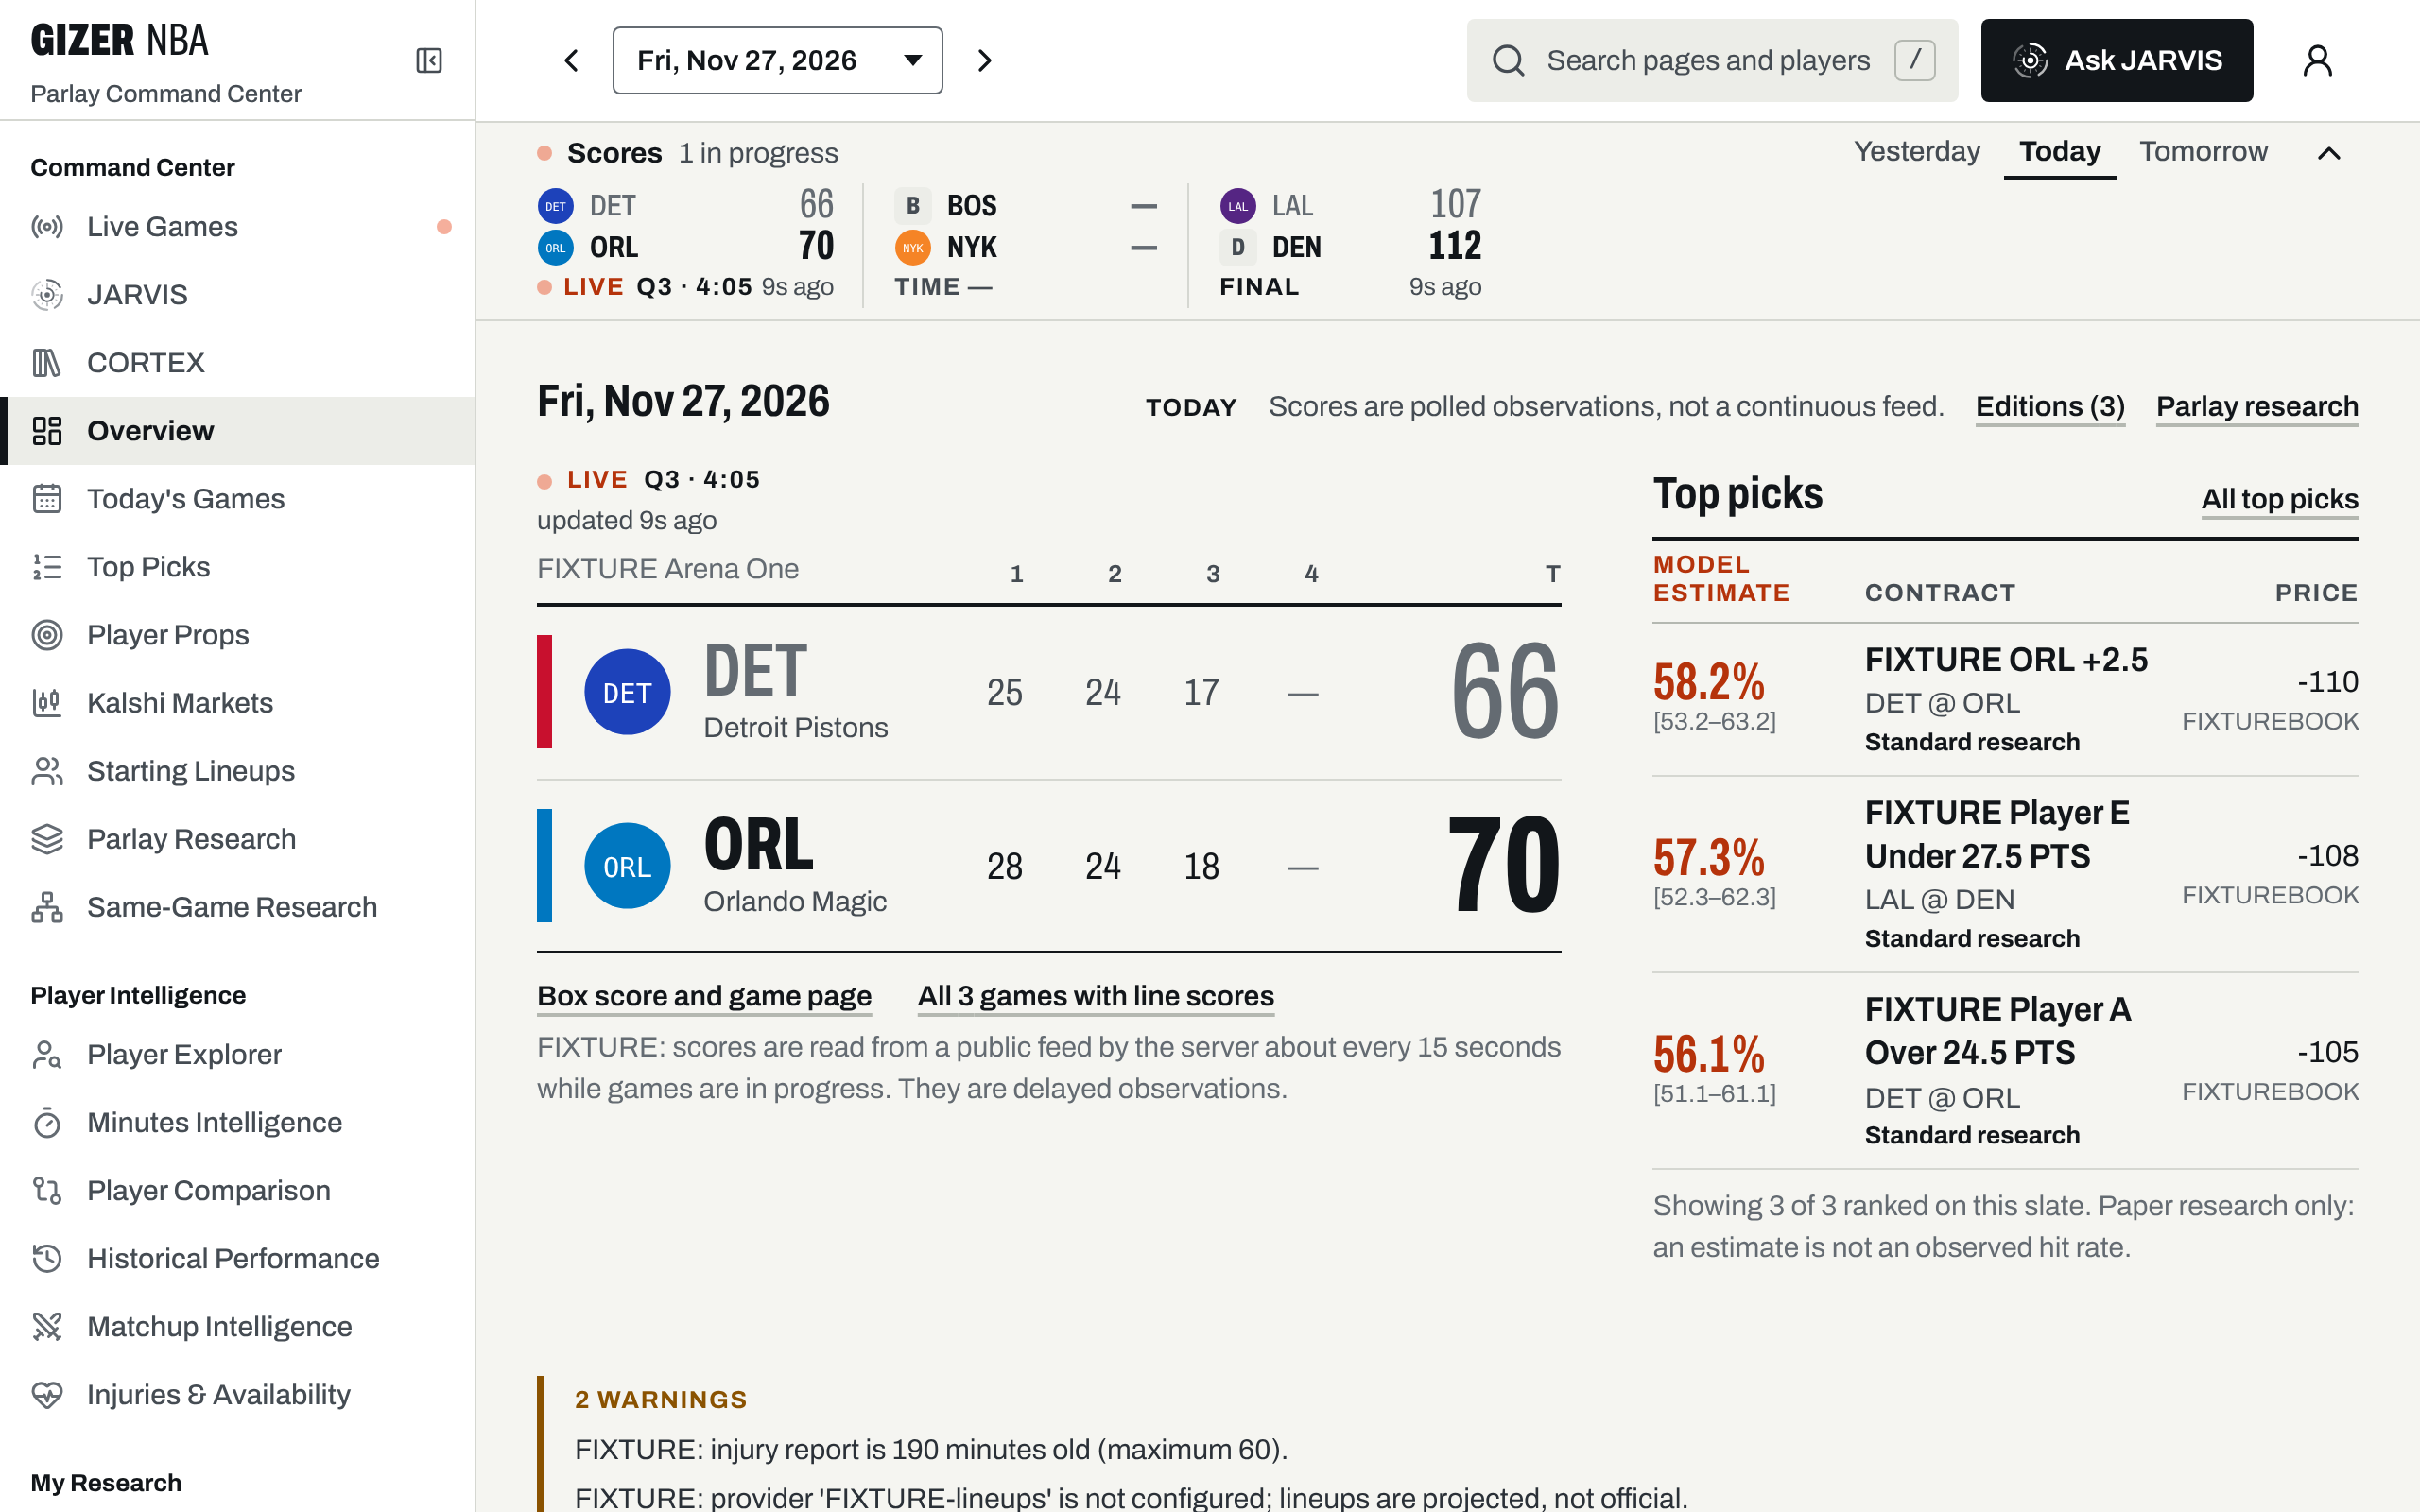 GIZER NBA
Parlay Command Center
Fri, Nov 27, 2026
Search pages and players /
Ask JARVIS
Command Center
Live Games
JARVIS
CORTEX
Overview
Today's Games
Top Picks
Player Props
Kalshi Markets
Starting Lineups
Parlay Research
Same-Game Research
Player Intelligence
Player Explorer
Minutes Intelligence
Player Comparison
Historical Performance
Matchup Intelligence
Injuries & Availability
My Research
Scores 1 in progress
Yesterday Today Tomorrow
DET DET 66
ORL ORL 70
LIVE Q3 · 4:05 9s ago
B BOS —
NYK NYK —
TIME —
LAL LAL 107
D DEN 112
FINAL 9s ago
Fri, Nov 27, 2026
TODAY Scores are polled observations, not a continuous feed. Editions (3) Parlay research
LIVE Q3 · 4:05
updated 9s ago
FIXTURE Arena One 1 2 3 4 T
DET DET 25 24 17 — 66
Detroit Pistons
ORL ORL 28 24 18 — 70
Orlando Magic
Box score and game page All 3 games with line scores
FIXTURE: scores are read from a public feed by the server about every 15 seconds
while games are in progress. They are delayed observations.
Top picks All top picks
MODEL
ESTIMATE CONTRACT PRICE
58.2%
[53.2–63.2]
FIXTURE ORL +2.5
DET @ ORL
Standard research
-110
FIXTUREBOOK
57.3%
[52.3–62.3]
FIXTURE Player E
Under 27.5 PTS
LAL @ DEN
Standard research
-108
FIXTUREBOOK
56.1%
[51.1–61.1]
FIXTURE Player A
Over 24.5 PTS
DET @ ORL
Standard research
-105
FIXTUREBOOK
Showing 3 of 3 ranked on this slate. Paper research only:
an estimate is not an observed hit rate.
2 WARNINGS
FIXTURE: injury report is 190 minutes old (maximum 60).
FIXTURE: provider 'FIXTURE-lineups' is not configured; lineups are projected, not official.